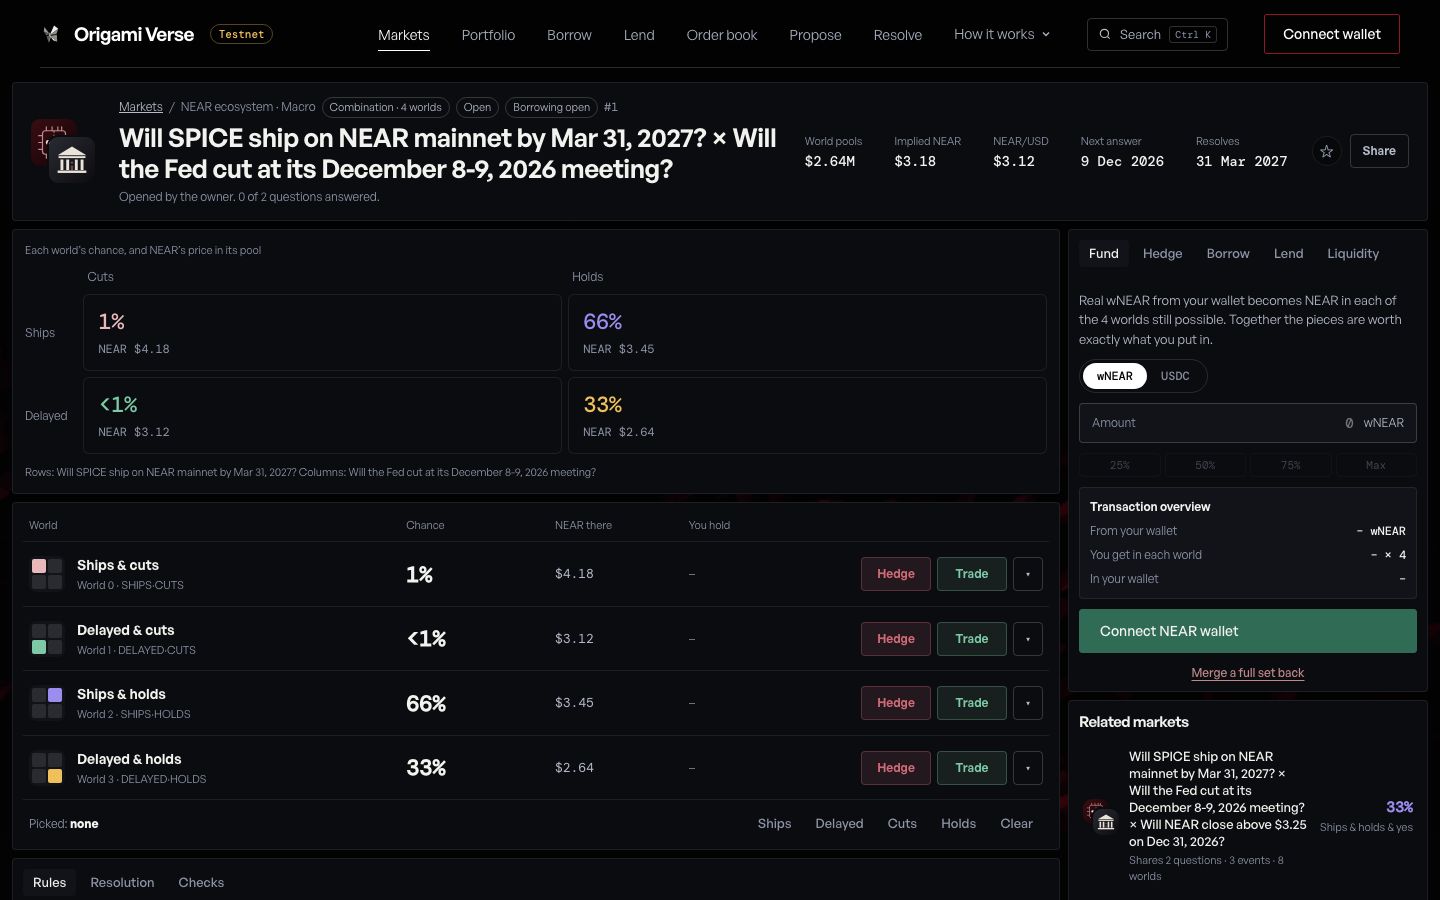 Origami Verse Testnet Markets Portfolio Borrow Lend Order book Propose Resolve How it works Search Ctrl K Connect wallet
Markets / NEAR ecosystem · Macro Combination · 4 worlds Open Borrowing open #1
Will SPICE ship on NEAR mainnet by Mar 31, 2027? × Will
the Fed cut at its December 8-9, 2026 meeting?
Opened by the owner. 0 of 2 questions answered.
World pools Implied NEAR NEAR/USD Next answer Resolves
$2.64M $3.18 $3.12 9 Dec 2026 31 Mar 2027
Share
Each world's chance, and NEAR's price in its pool
Cuts Holds
Ships
1%
NEAR $4.18
66%
NEAR $3.45
Delayed
<1%
NEAR $3.12
33%
NEAR $2.64
Rows: Will SPICE ship on NEAR mainnet by Mar 31, 2027? Columns: Will the Fed cut at its December 8-9, 2026 meeting?
World Chance NEAR there You hold
Ships & cuts
World 0 · SHIPS·CUTS
1% $4.18 – Hedge Trade
Delayed & cuts
World 1 · DELAYED·CUTS
<1% $3.12 – Hedge Trade
Ships & holds
World 2 · SHIPS·HOLDS
66% $3.45 – Hedge Trade
Delayed & holds
World 3 · DELAYED·HOLDS
33% $2.64 – Hedge Trade
Picked: none Ships Delayed Cuts Holds Clear
Rules Resolution Checks
Fund Hedge Borrow Lend Liquidity
Real wNEAR from your wallet becomes NEAR in each of
the 4 worlds still possible. Together the pieces are worth
exactly what you put in.
wNEAR USDC
Amount 0 wNEAR
25% 50% 75% Max
Transaction overview
From your wallet – wNEAR
You get in each world – × 4
In your wallet –
Connect NEAR wallet
Merge a full set back
Related markets
Will SPICE ship on NEAR
mainnet by Mar 31, 2027? ×
Will the Fed cut at its
December 8-9, 2026 meeting?
× Will NEAR close above $3.25
on Dec 31, 2026?
Shares 2 questions · 3 events · 8
worlds
33%
Ships & holds & yes